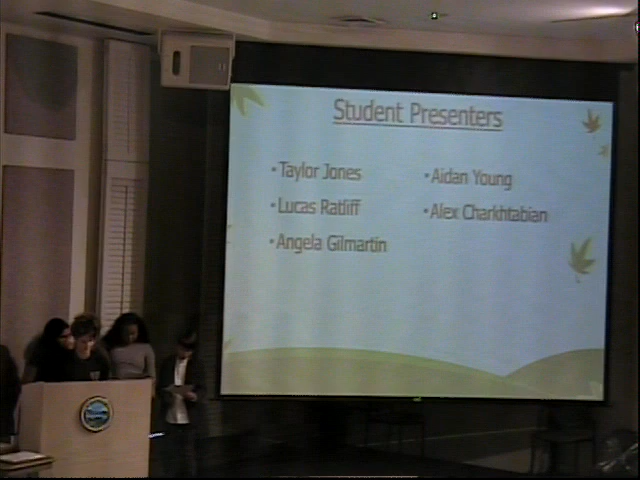 Student Presenters
• Taylor Jones
• Lucas Ratliff
• Angela Gilmartin
• Aidan Young
• Alex Charkhtabian